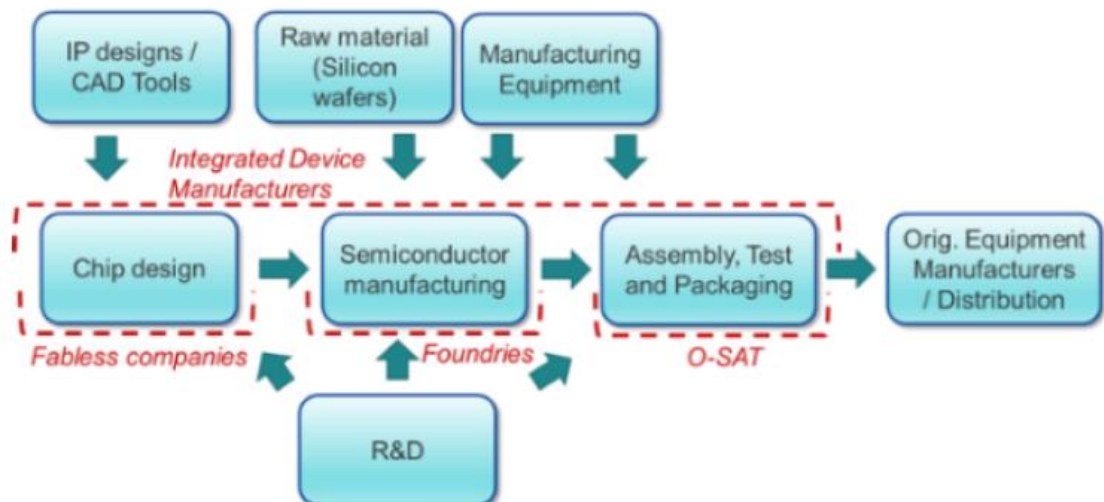 IP designs /
CAD Tools
Raw material
(Silicon
wafers)
Manufacturing
Equipment
Integrated Device
Manufacturers
Chip design
Semiconductor
manufacturing
Assembly, Test
and Packaging
Orig. Equipment
Manufacturers
/ Distribution
Fabless companies
Foundries
O-SAT
R&D